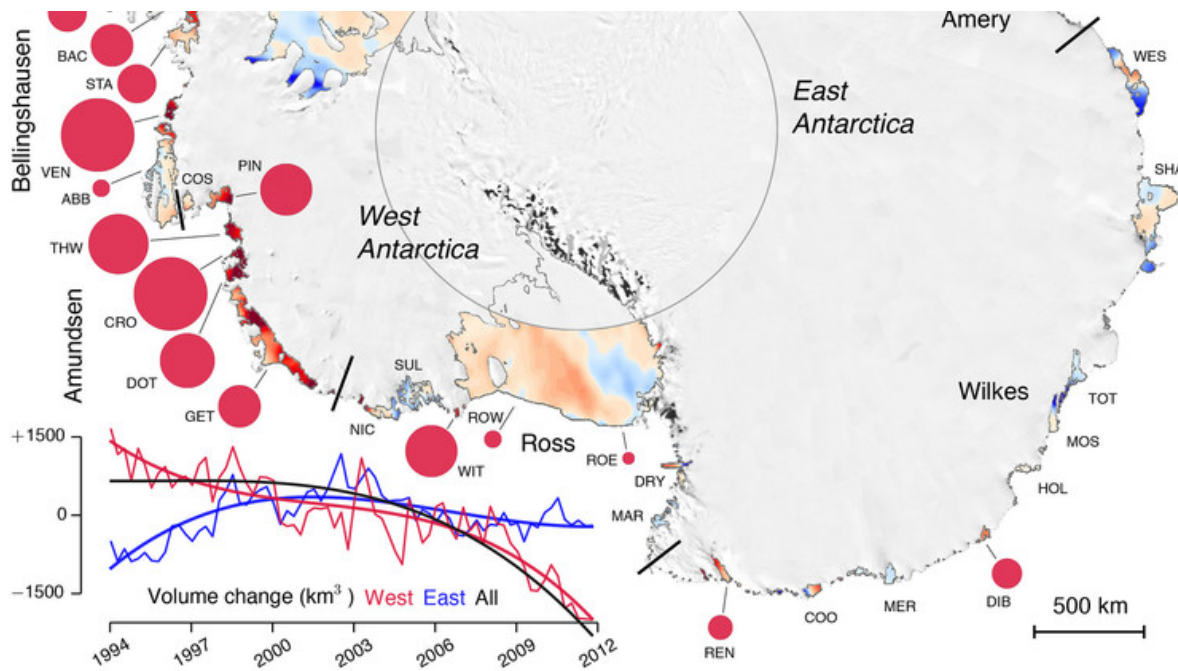 Amery
BAC
WES
STA
Bellingshausen
East
Antarctica
VEN
ABB
COS
PIN
SHA
West
Antarctica
THW
CRO
Amundsen
DOT
SUL
Wilkes
TOT
GET
NIC
ROW
Ross
MOS
WIT
ROE
DRY
HOL
MAR
+1500
0
-1500
Volume change (km³) West East All
REN
COO
MER
DIB
500 km
1994
1997
2000
2003
2006
2009
2012